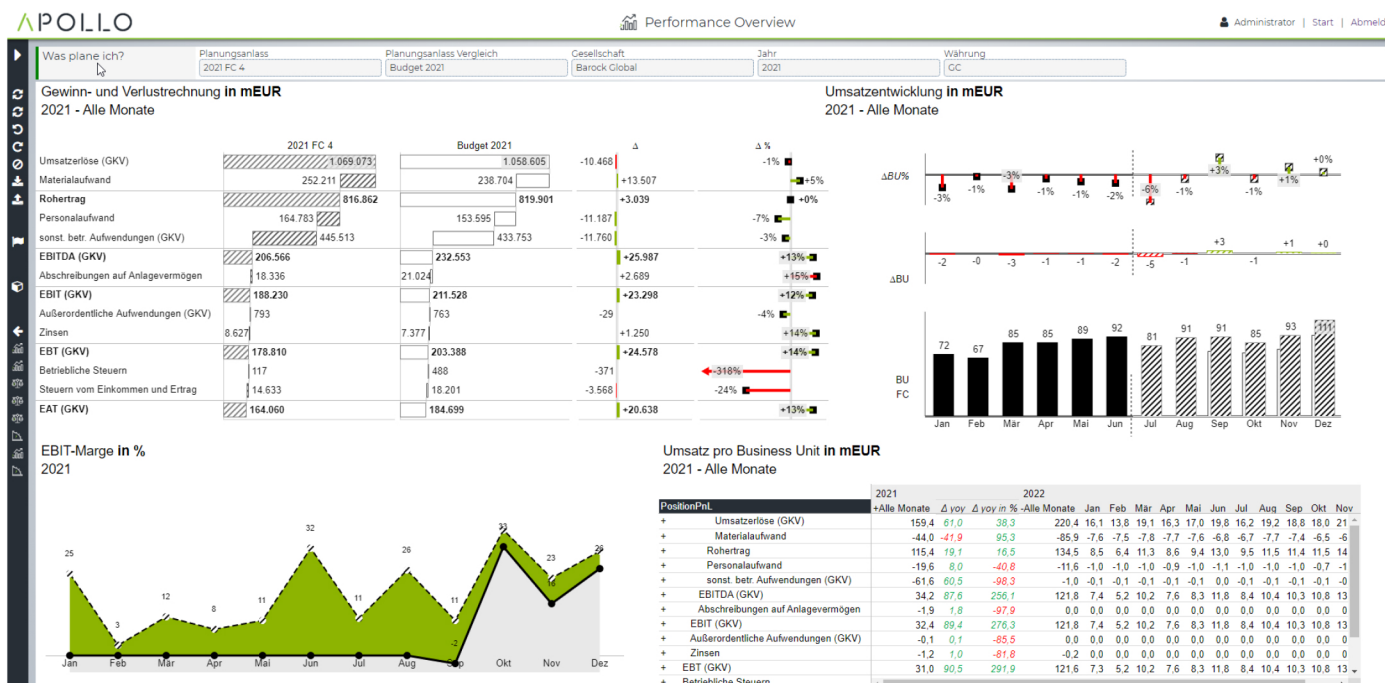 APOLLO
Performance Overview
Administrator | Start | Abmeld
Was plane ich?
Planungsanlass
2021 FC 4
Planungsanlass Vergleich
Budget 2021
Gesellschaft
Barock Global
Jahr
2021
Währung
GC
Gewinn- und Verlustrechnung in mEUR
2021 - Alle Monate
2021 FC 4 Budget 2021 Δ Δ %
Umsatzerlöse (GKV) 1.069.073 1.058.605 -10.468 -1%
Materialaufwand 252.211 238.704 +13.507 +5%
Rohertrag 816.862 819.901 +3.039 +0%
Personalaufwand 164.783 153.595 -11.187 -7%
sonst. betr. Aufwendungen (GKV) 445.513 433.753 -11.760 -3%
EBITDA (GKV) 206.566 232.553 +25.987 +13%
Abschreibungen auf Anlagevermögen 18.336 21.024 +2.689 +15%
EBIT (GKV) 188.230 211.528 +23.298 +12%
Außerordentliche Aufwendungen (GKV) 793 763 -29 -4%
Zinsen 8.627 7.377 +1.250 +14%
EBT (GKV) 178.810 203.388 +24.578 +14%
Betriebliche Steuern 117 488 -371 -318%
Steuern vom Einkommen und Ertrag 14.633 18.201 -3.568 -24%
EAT (GKV) 164.060 184.699 +20.638 +13%
Umsatzentwicklung in mEUR
2021 - Alle Monate
ΔBU% -3% -1% -3% -1% -1% -2% -6% -1% +3% -1% +1% +0%
ΔBU -2 -0 -3 -1 -1 -2 -5 -1 +3 -1 +1 +0
BU
FC
72 67 85 85 89 92 81 91 91 85 93 111
Jan Feb Mär Apr Mai Jun Jul Aug Sep Okt Nov Dez
EBIT-Marge in %
2021
25 3 12 8 11 32 11 26 11 33 23 26
-2 16
Jan Feb Mär Apr Mai Jun Jul Aug Okt Nov Dez
Umsatz pro Business Unit in mEUR
2021 - Alle Monate
2021 2022
PositionPnL +Alle Monate Δ yoy Δ yoy in % -Alle Monate Jan Feb Mär Apr Mai Jun Jul Aug Sep Okt Nov
+ Umsatzerlöse (GKV) 159,4 61,0 38,3 220,4 16,1 13,8 19,1 16,3 17,0 19,8 16,2 19,2 18,8 18,0 21
+ Materialaufwand -44,0 -41,9 95,3 -85,9 -7,6 -7,5 -7,8 -7,7 -7,6 -6,8 -6,7 -7,7 -7,4 -6,5 -6
+ Rohertrag 115,4 19,1 16,5 134,5 8,5 6,4 11,3 8,6 9,4 13,0 9,5 11,5 11,4 11,5 14
+ Personalaufwand -19,6 8,0 -40,8 -11,6 -1,0 -1,0 -1,0 -0,9 -1,0 -1,1 -1,0 -1,0 -1,0 -0,7 -1
+ sonst. betr. Aufwendungen (GKV) -61,6 60,5 -98,3 -1,0 -0,1 -0,1 -0,1 -0,1 -0,1 0,0 -0,1 -0,1 -0,1 -0,1 -0
+ EBITDA (GKV) 34,2 87,6 256,1 121,8 7,4 5,2 10,2 7,6 8,3 11,8 8,4 10,4 10,3 10,8 13
+ Abschreibungen auf Anlagevermögen -1,9 1,8 -97,9 0,0 0,0 0,0 0,0 0,0 0,0 0,0 0,0 0,0 0,0 0,0 0
+ EBIT (GKV) 32,4 89,4 276,3 121,8 7,4 5,2 10,2 7,6 8,3 11,8 8,4 10,4 10,3 10,8 13
+ Außerordentliche Aufwendungen (GKV) -0,1 0,1 -85,5 0,0 0,0 0,0 0,0 0,0 0,0 0,0 0,0 0,0 0,0 0,0 0
+ Zinsen -1,2 1,0 -81,8 -0,2 0,0 0,0 0,0 0,0 0,0 0,0 0,0 0,0 0,0 0,0 0
+ EBT (GKV) 31,0 90,5 291,9 121,6 7,3 5,2 10,2 7,6 8,3 11,8 8,4 10,4 10,3 10,8 13
+ Betriebliche Steuern